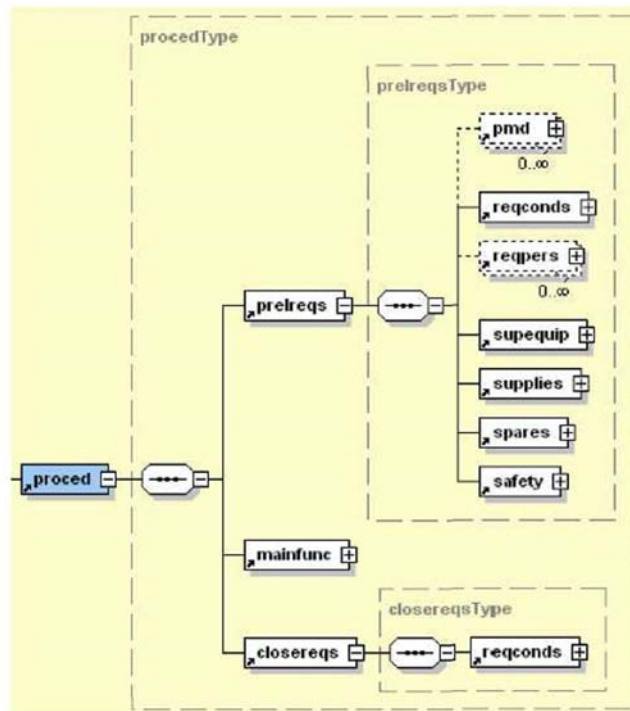 procedType
prelreqsType
pmd
0..∞
reqconds
reqpers
0..∞
prelreqs
supequip
supplies
spares
safety
proced
mainfunc
closereqsType
closereqs
reqconds